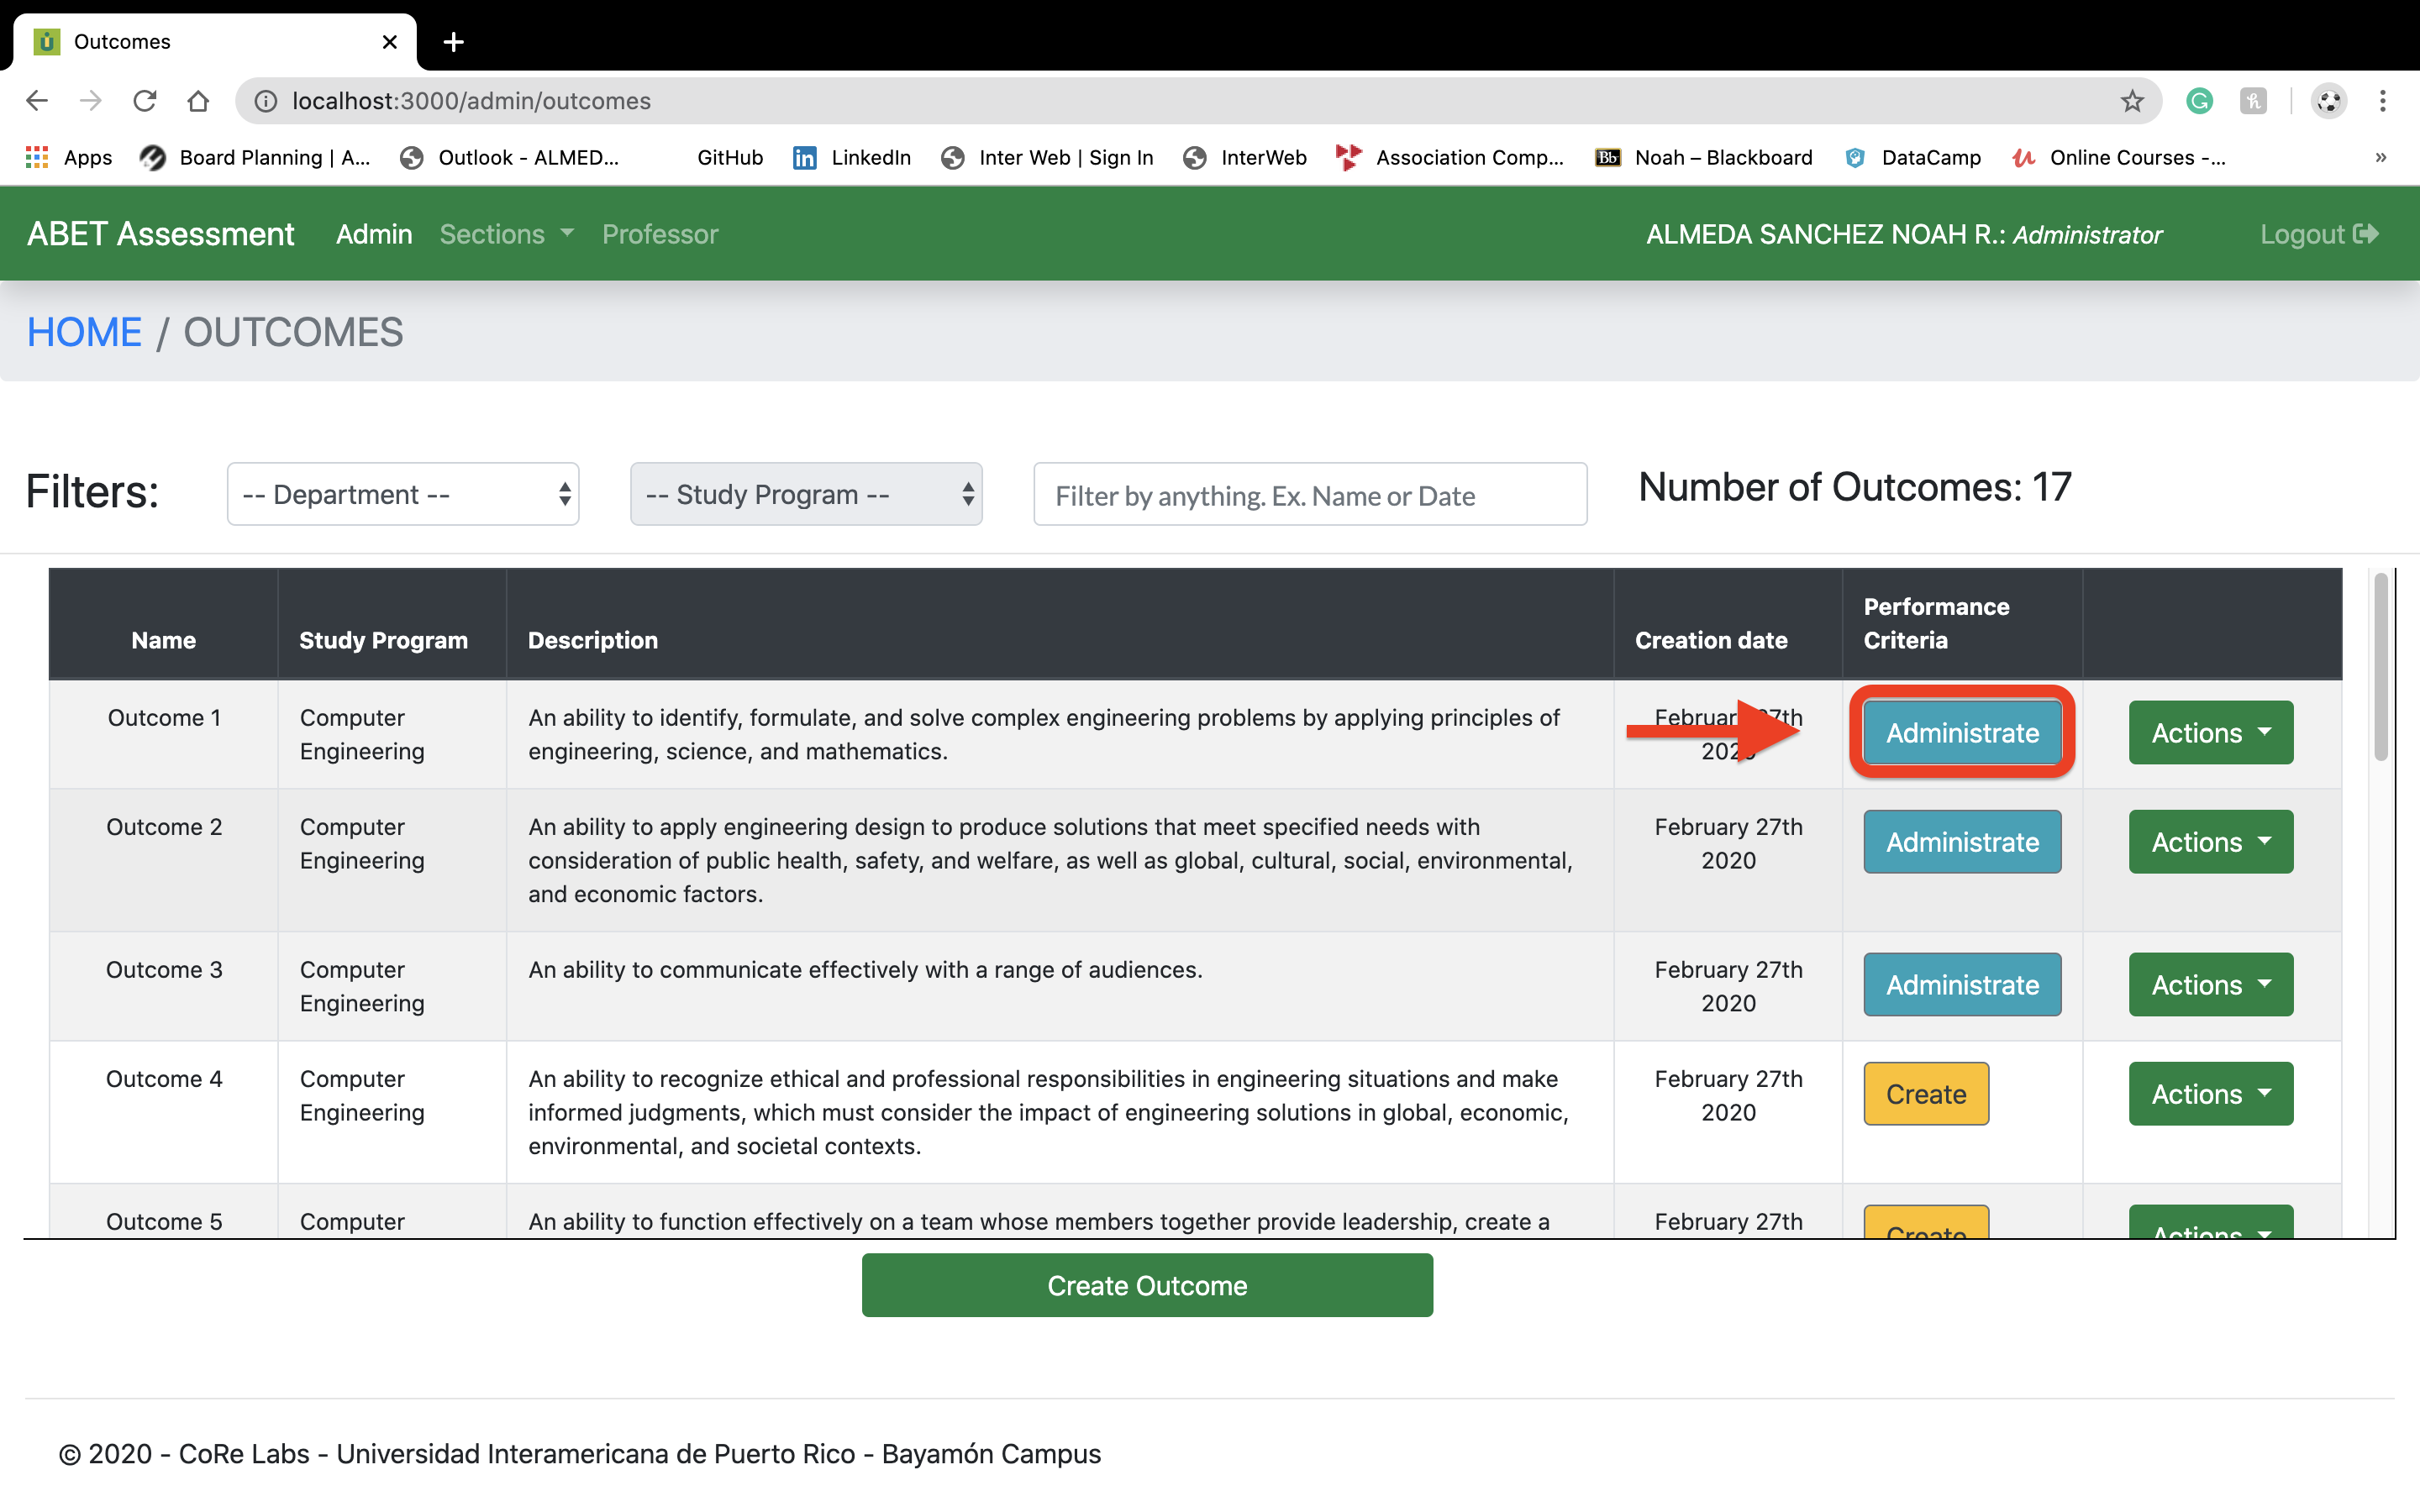 Outcomes
localhost:3000/admin/outcomes
Apps Board Planning | A... Outlook - ALMED... GitHub LinkedIn Inter Web | Sign In InterWeb Association Comp... Noah – Blackboard DataCamp Online Courses -... »
ABET Assessment Admin Sections Professor ALMEDA SANCHEZ NOAH R.: Administrator Logout
HOME / OUTCOMES
Filters: -- Department -- -- Study Program -- Filter by anything. Ex. Name or Date Number of Outcomes: 17
Name Study Program Description Creation date Performance Criteria
Outcome 1 Computer Engineering An ability to identify, formulate, and solve complex engineering problems by applying principles of
engineering, science, and mathematics. February 27th 2020 Administrate Actions
Outcome 2 Computer Engineering An ability to apply engineering design to produce solutions that meet specified needs with
consideration of public health, safety, and welfare, as well as global, cultural, social, environmental,
and economic factors. February 27th 2020 Administrate Actions
Outcome 3 Computer Engineering An ability to communicate effectively with a range of audiences. February 27th 2020 Administrate Actions
Outcome 4 Computer Engineering An ability to recognize ethical and professional responsibilities in engineering situations and make
informed judgments, which must consider the impact of engineering solutions in global, economic,
environmental, and societal contexts. February 27th 2020 Create Actions
Outcome 5 Computer An ability to function effectively on a team whose members together provide leadership, create a February 27th Create Actions
Create Outcome
© 2020 - CoRe Labs - Universidad Interamericana de Puerto Rico - Bayamón Campus